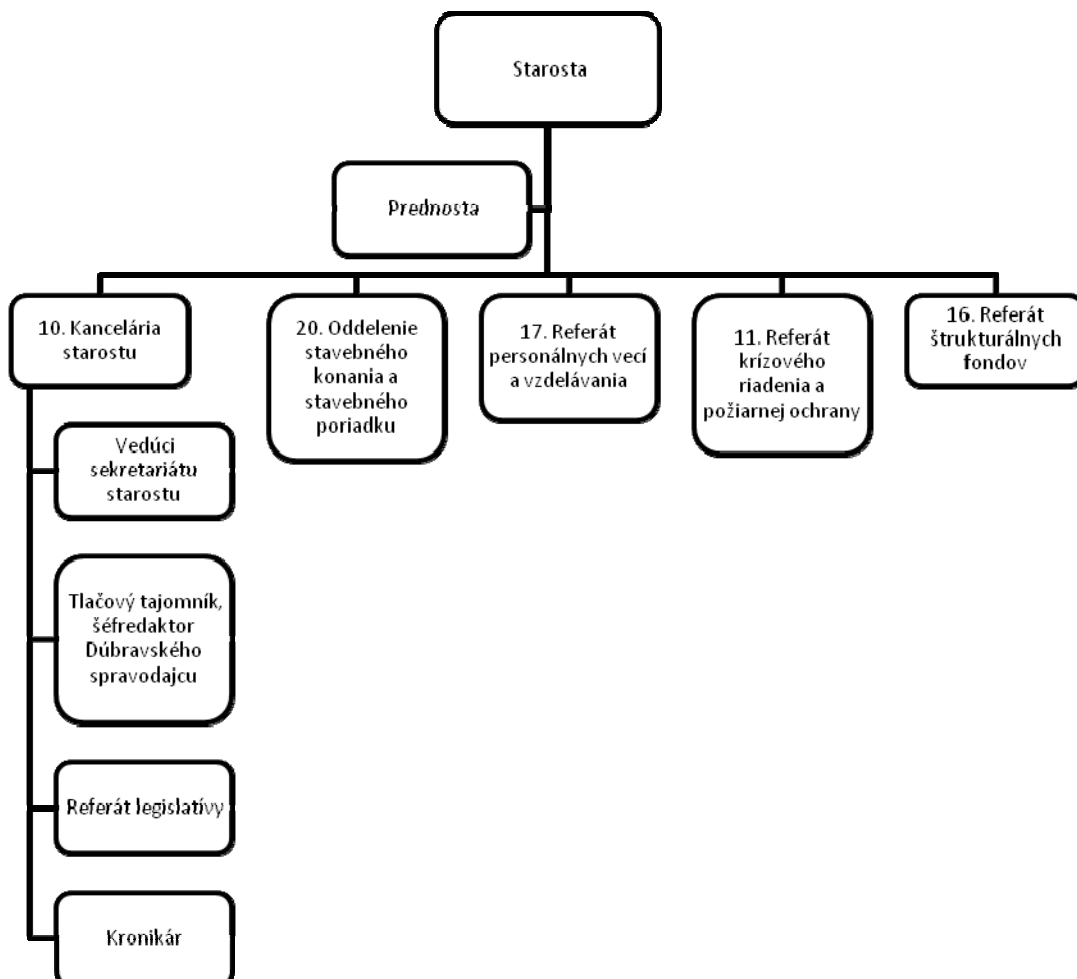 Starosta
Prednosta
10. Kancelária
starostu
20. Oddelenie
stavebného
konania a
stavebného
poriadku
17. Referát
personálnych vecí
a vzdelávania
11. Referát
krízového
riadenia a
požiarnej ochrany
16. Referát
štrukturálnych
fondov
Vedúci
sekretariátu
starostu
Tlačový tajomník,
šéfredaktor
Dúbravského
spravodajcu
Referát legislatívy
Kronikár